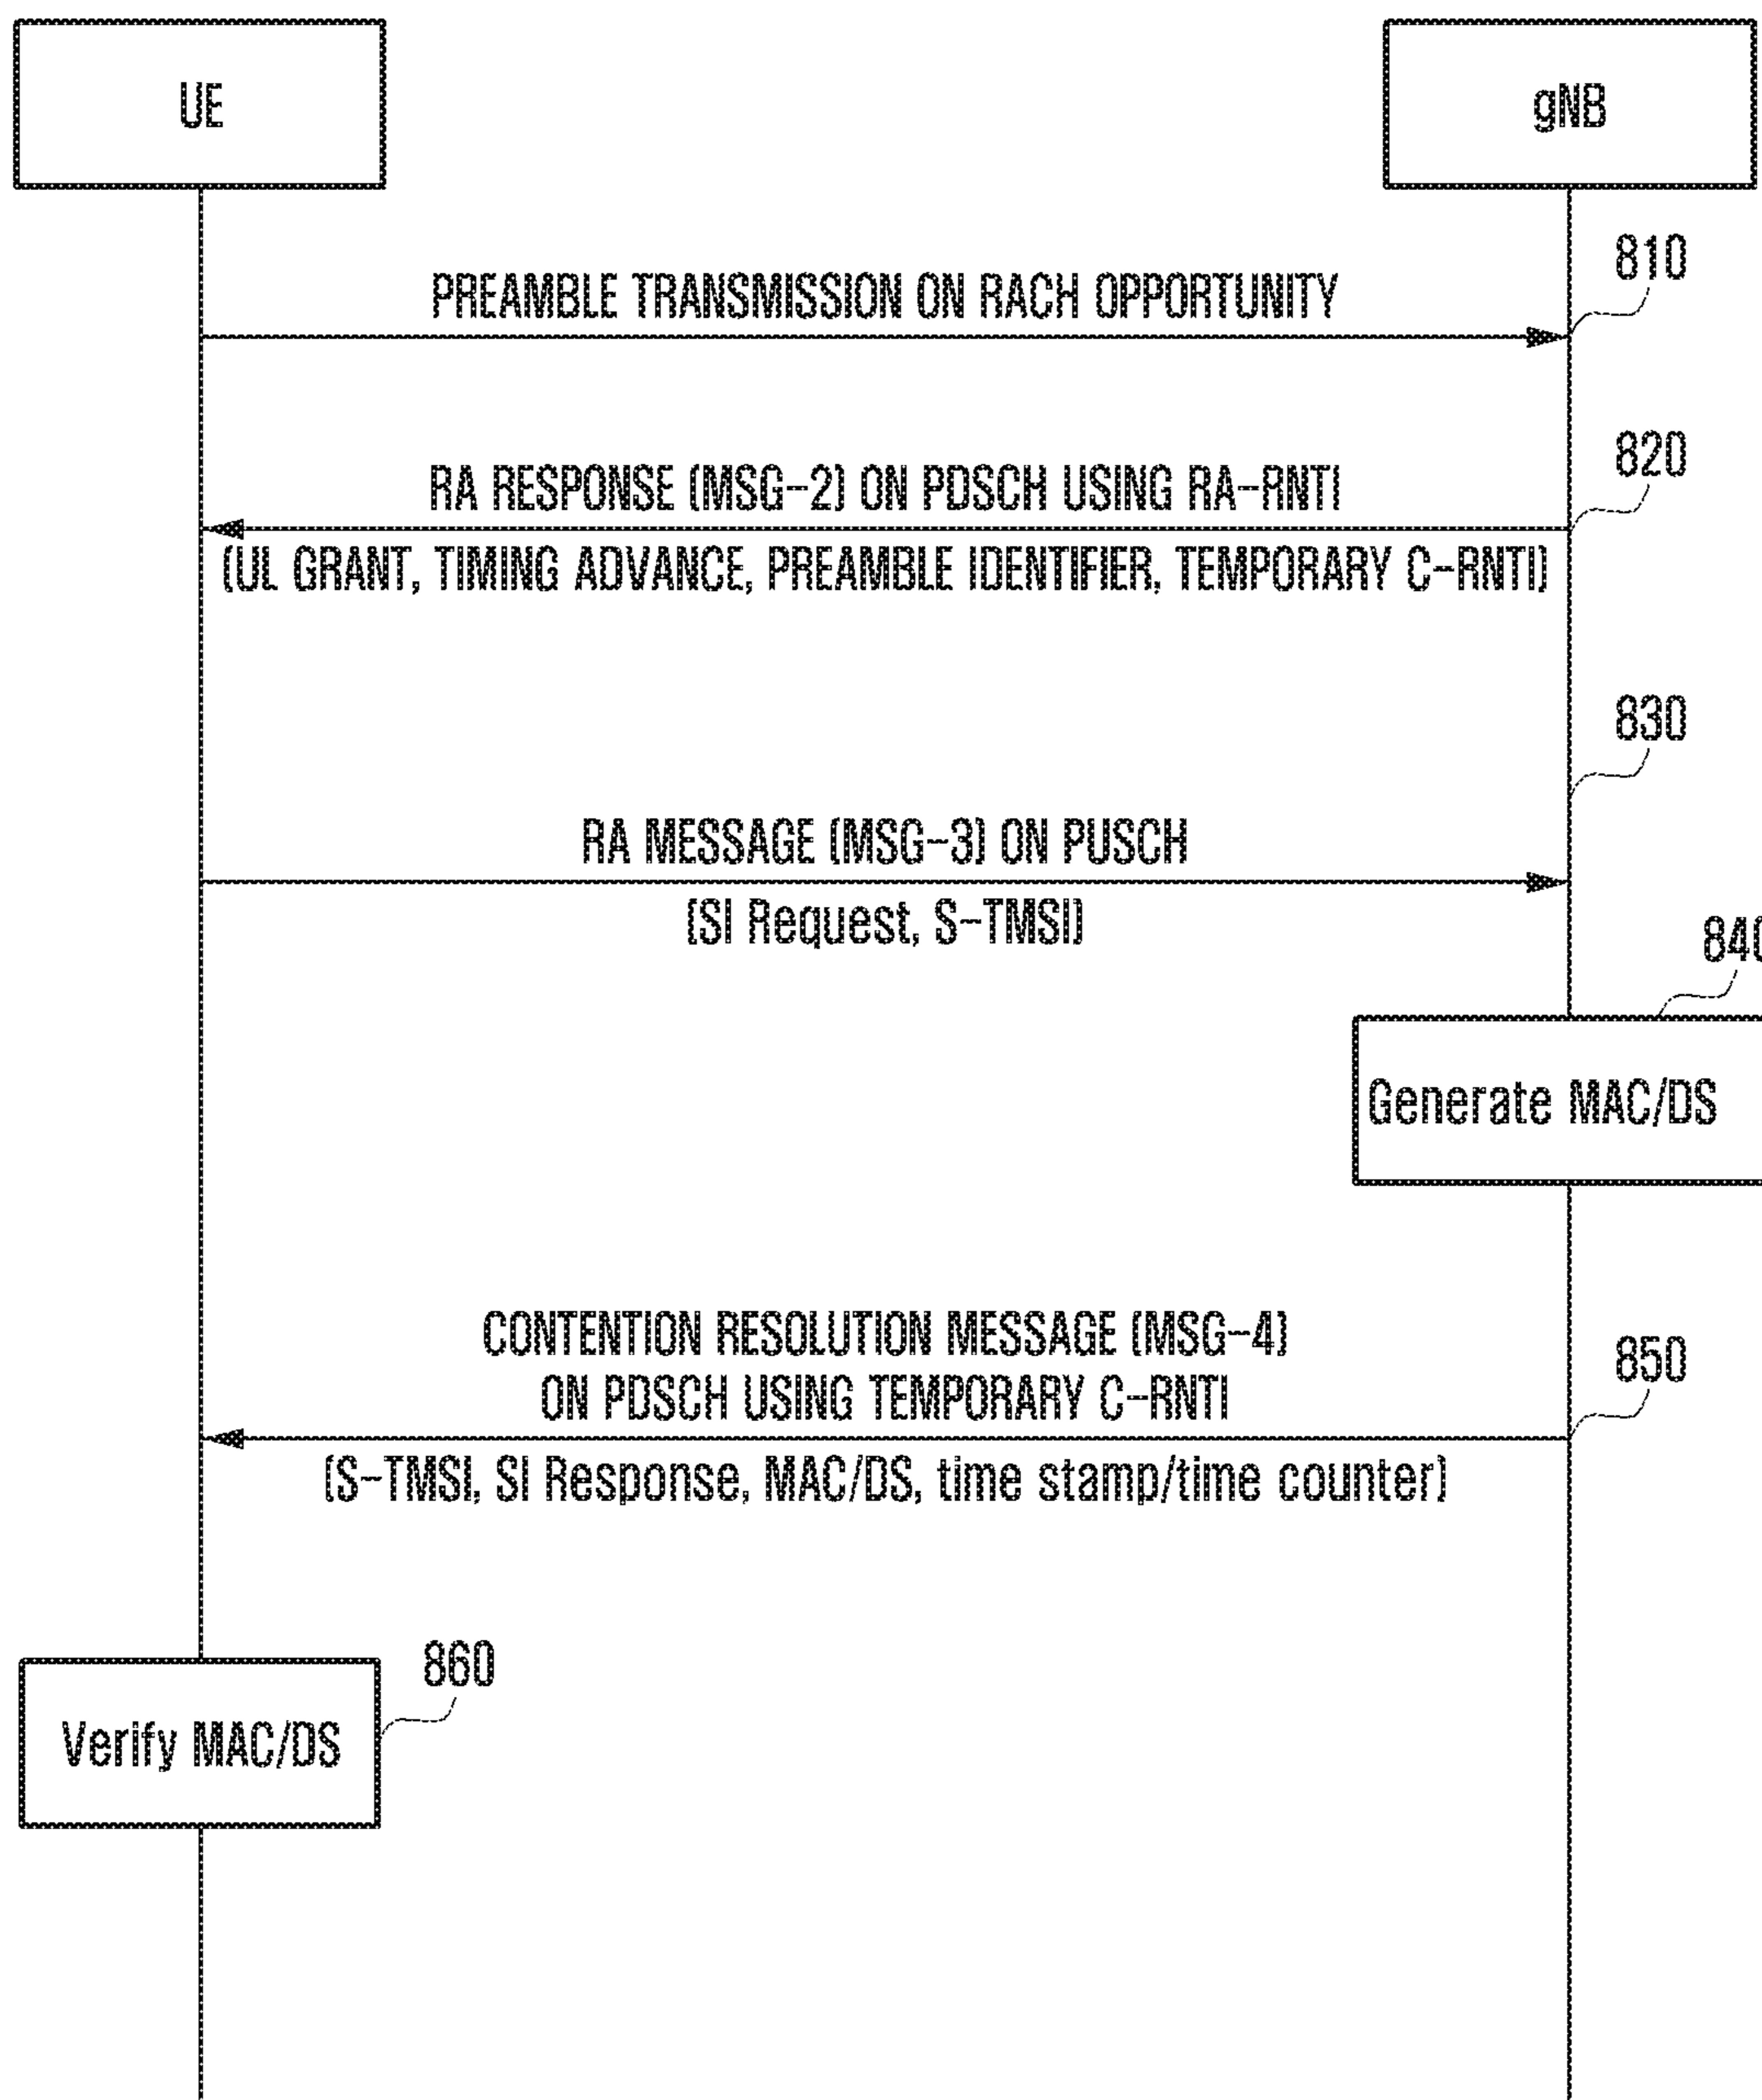 UE
gNB
810
PREAMBLE TRANSMISSION ON RACH OPPORTUNITY
820
RA RESPONSE (MSG-2) ON PDSCH USING RA-RNTI
(UL GRANT, TIMING ADVANCE, PREAMBLE IDENTIFIER, TEMPORARY C-RNTI)
830
RA MESSAGE (MSG-3) ON PUSCH
(SI Request, S-TMSI)
840
Generate MAC/DS
CONTENTION RESOLUTION MESSAGE (MSG-4)
850
ON PDSCH USING TEMPORARY C-RNTI
(S-TMSI, SI Response, MAC/DS, time stamp/time counter)
860
Verify MAC/DS